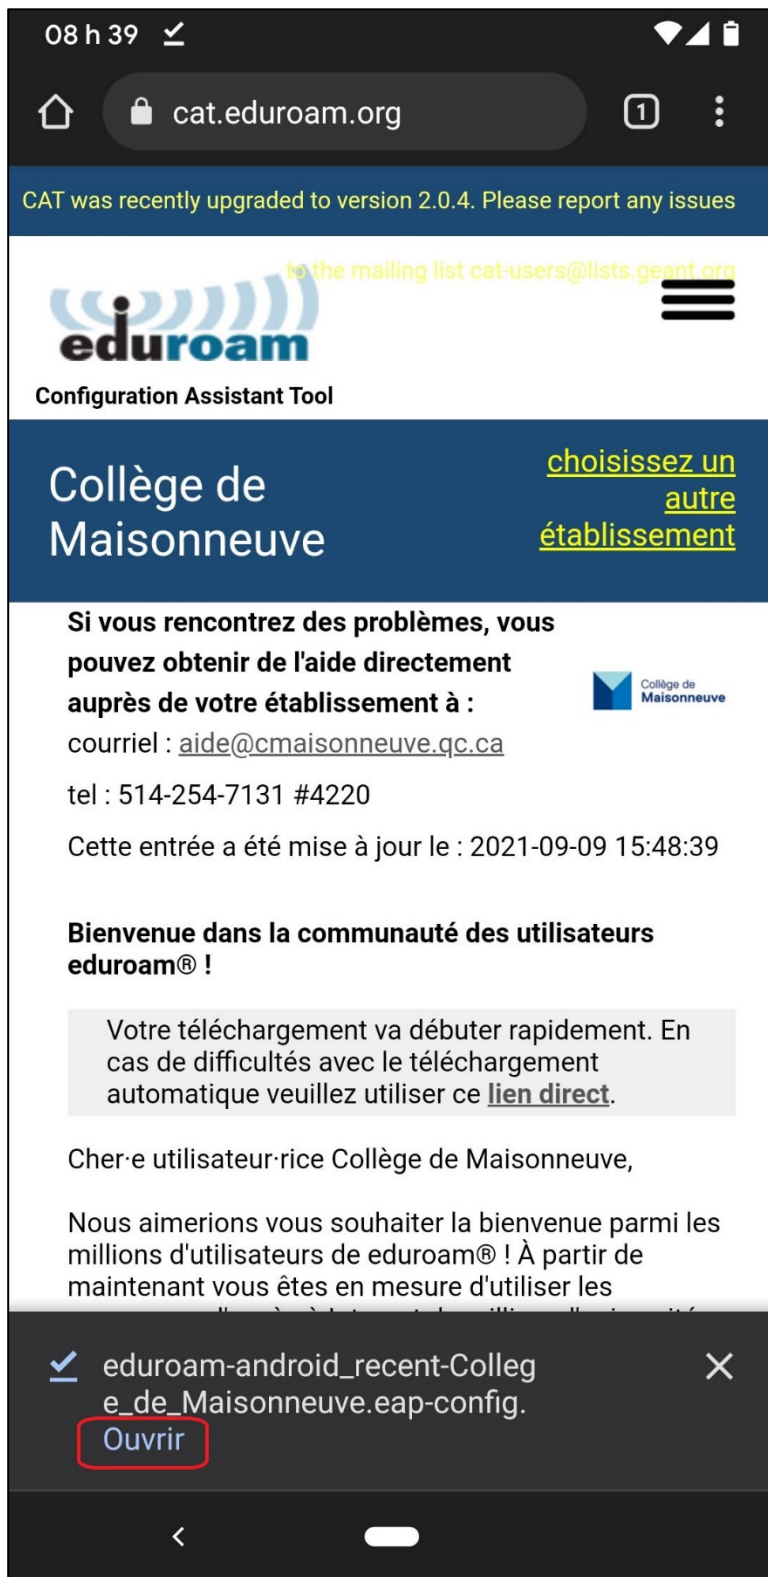 08 h 39
cat.eduroam.org
1
CAT was recently upgraded to version 2.0.4. Please report any issues
to the mailing list cat-users@lists.geant.org
eduroam
Configuration Assistant Tool
Collège de
Maisonneuve
choisissez un
autre
établissement
Si vous rencontrez des problèmes, vous
pouvez obtenir de l'aide directement
auprès de votre établissement à :
Collège de
Maisonneuve
courriel : aide@cmaisonneuve.qc.ca
tel : 514-254-7131 #4220
Cette entrée a été mise à jour le : 2021-09-09 15:48:39
Bienvenue dans la communauté des utilisateurs
eduroam® !
Votre téléchargement va débuter rapidement. En
cas de difficultés avec le téléchargement
automatique veuillez utiliser ce lien direct.
Cher·e utilisateur·rice Collège de Maisonneuve,
Nous aimerions vous souhaiter la bienvenue parmi les
millions d'utilisateurs de eduroam® ! À partir de
maintenant vous êtes en mesure d'utiliser les
eduroam-android_recent-Colleg
e_de_Maisonneuve.eap-config.
Ouvrir